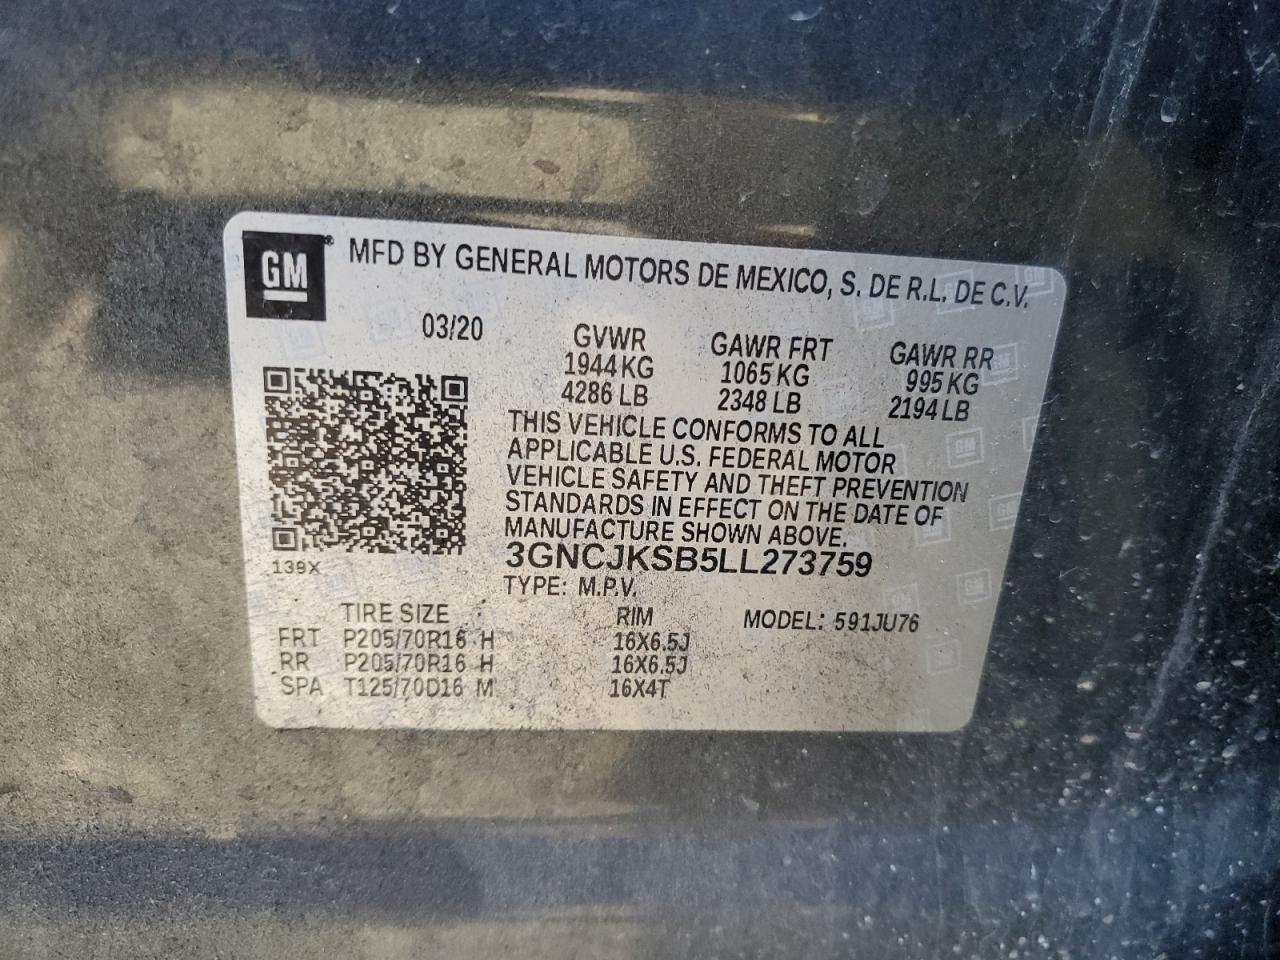 GM ®
MFD BY GENERAL MOTORS DE MEXICO, S. DE R.L. DE C.V.
03/20
GVWR GAWR FRT GAWR RR
1944 KG 1065 KG 995 KG
4286 LB 2348 LB 2194 LB
THIS VEHICLE CONFORMS TO ALL
APPLICABLE U.S. FEDERAL MOTOR
VEHICLE SAFETY AND THEFT PREVENTION
STANDARDS IN EFFECT ON THE DATE OF
MANUFACTURE SHOWN ABOVE.
3GNCJKSB5LL273759
139X
TYPE: M.P.V.
TIRE SIZE RIM MODEL: 591JU76
FRT P205/70R16 H 16X6.5J
RR P205/70R16 H 16X6.5J
SPA T125/70D16 M 16X4T